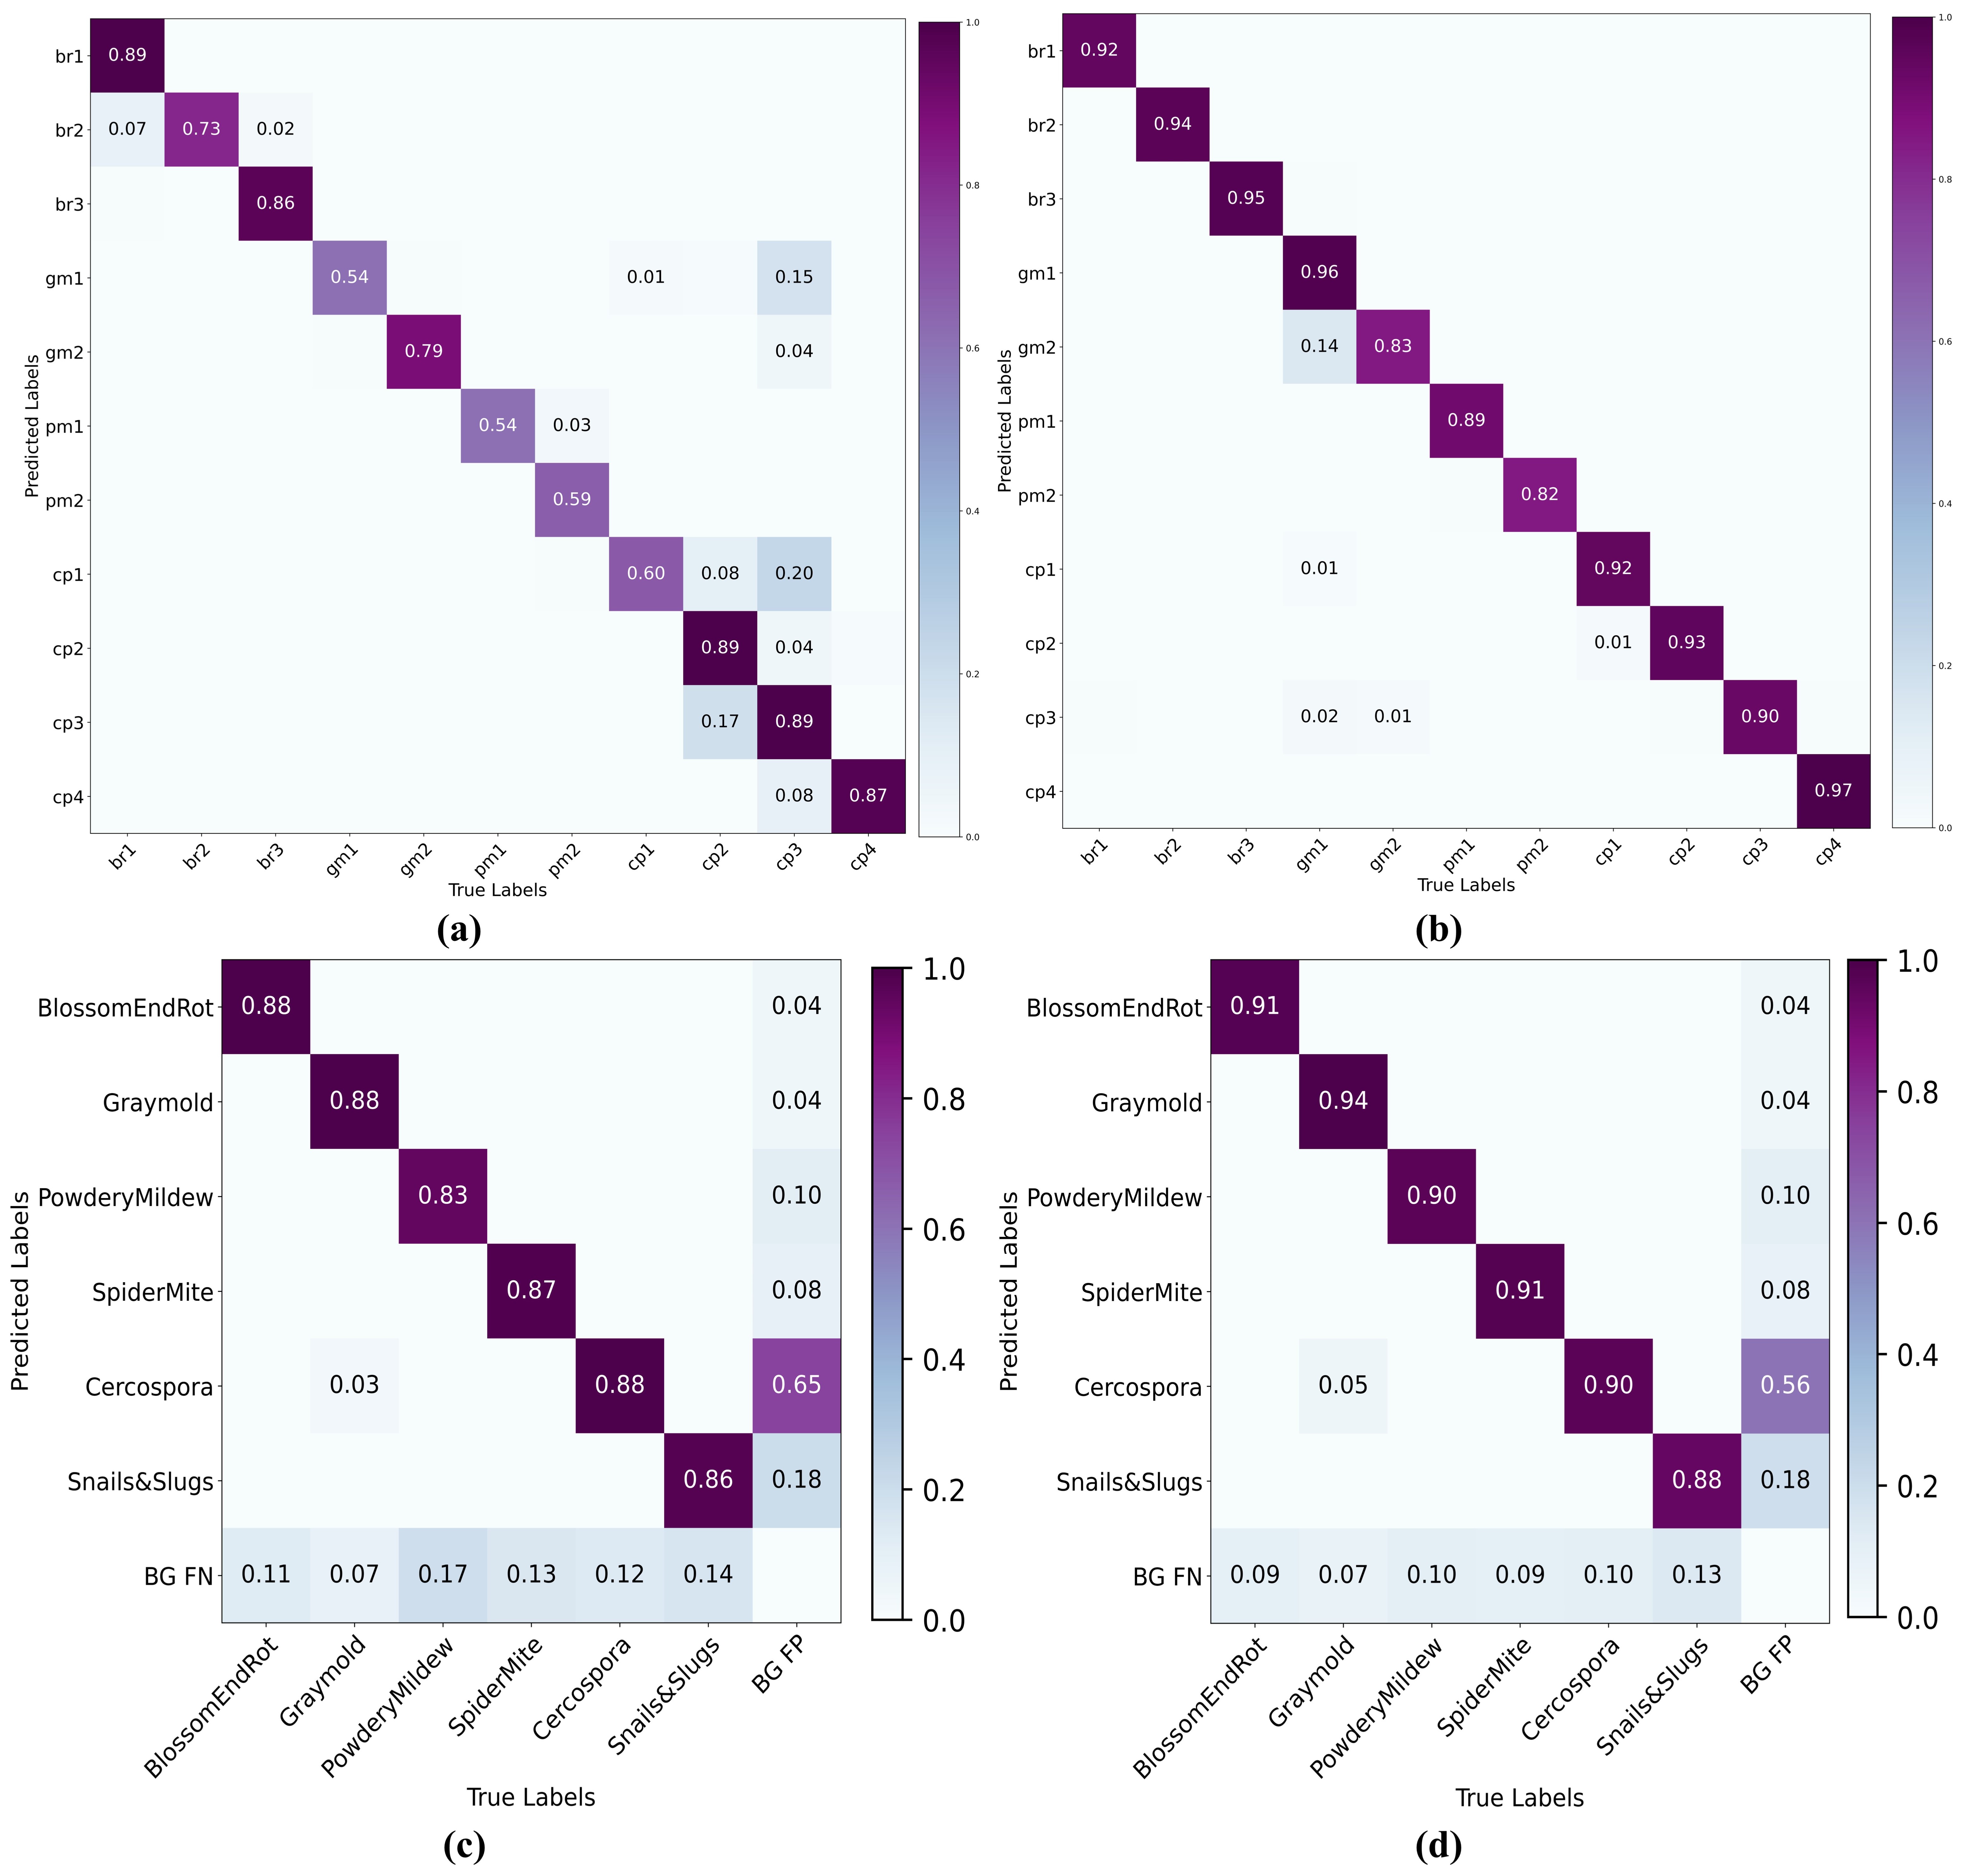 br1 0.89 1.0
br2 0.07 0.73 0.02 0.8
br3 0.86
gm1 0.54 0.01 0.15
gm2 0.79 0.04 0.6
pm1 0.54 0.03
pm2 0.59 0.4
cp1 0.60 0.08 0.20
cp2 0.89 0.04 0.2
cp3 0.17 0.89
cp4 0.08 0.87 0.0
Predicted Labels
br1 br2 br3 gm1 gm2 pm1 pm2 cp1 cp2 cp3 cp4
True Labels
(a)
br1 0.92 1.0
br2 0.94 0.8
br3 0.95
gm1 0.96
gm2 0.14 0.83 0.6
pm1 0.89
pm2 0.82 0.4
cp1 0.01 0.92
cp2 0.01 0.93 0.2
cp3 0.02 0.01 0.90
cp4 0.97 0.0
Predicted Labels
br1 br2 br3 gm1 gm2 pm1 pm2 cp1 cp2 cp3 cp4
True Labels
(b)
BlossomEndRot 0.88 0.04 1.0
Graymold 0.88 0.04 0.8
PowderyMildew 0.83 0.10 0.6
SpiderMite 0.87 0.08
Cercospora 0.03 0.88 0.65 0.4
Snails&Slugs 0.86 0.18 0.2
BG FN 0.11 0.07 0.17 0.13 0.12 0.14 0.0
Predicted Labels
BlossomEndRot Graymold PowderyMildew SpiderMite Cercospora Snails&Slugs BG FP
True Labels
(c)
BlossomEndRot 0.91 0.04 1.0
Graymold 0.94 0.04 0.8
PowderyMildew 0.90 0.10 0.6
SpiderMite 0.91 0.08
Cercospora 0.05 0.90 0.56 0.4
Snails&Slugs 0.88 0.18 0.2
BG FN 0.09 0.07 0.10 0.09 0.10 0.13 0.0
Predicted Labels
BlossomEndRot Graymold PowderyMildew SpiderMite Cercospora Snails&Slugs BG FP
True Labels
(d)